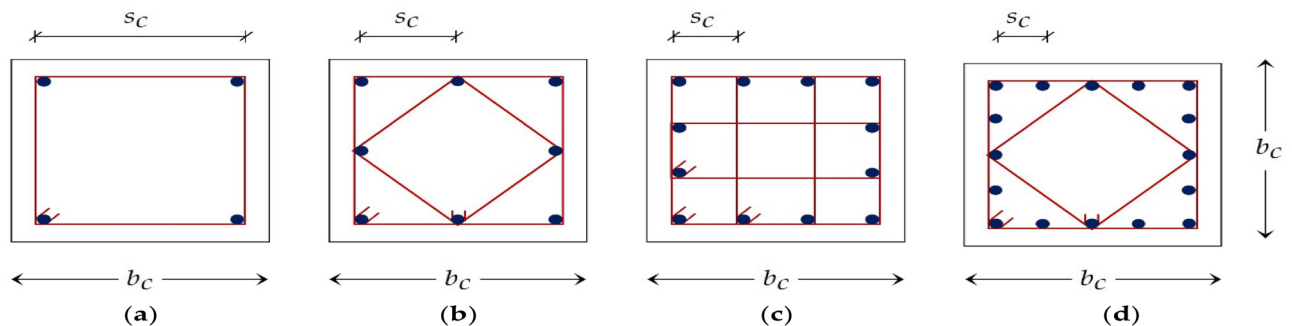 s_c s_c s_c s_c
b_c
b_c b_c b_c b_c
(a) (b) (c) (d)